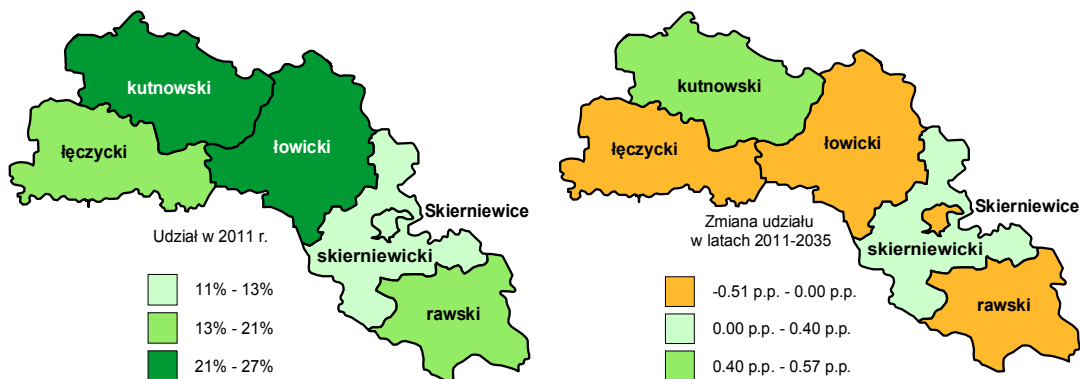 kutnowski
łęczycki
łowicki
Skierniewice
skierniewicki
rawski
Udział w 2011 r.
11% - 13%
13% - 21%
21% - 27%
kutnowski
łęczycki
łowicki
Skierniewice
skierniewicki
rawski
Zmiana udziału
w latach 2011-2035
-0.51 p.p. - 0.00 p.p.
0.00 p.p. - 0.40 p.p.
0.40 p.p. - 0.57 p.p.